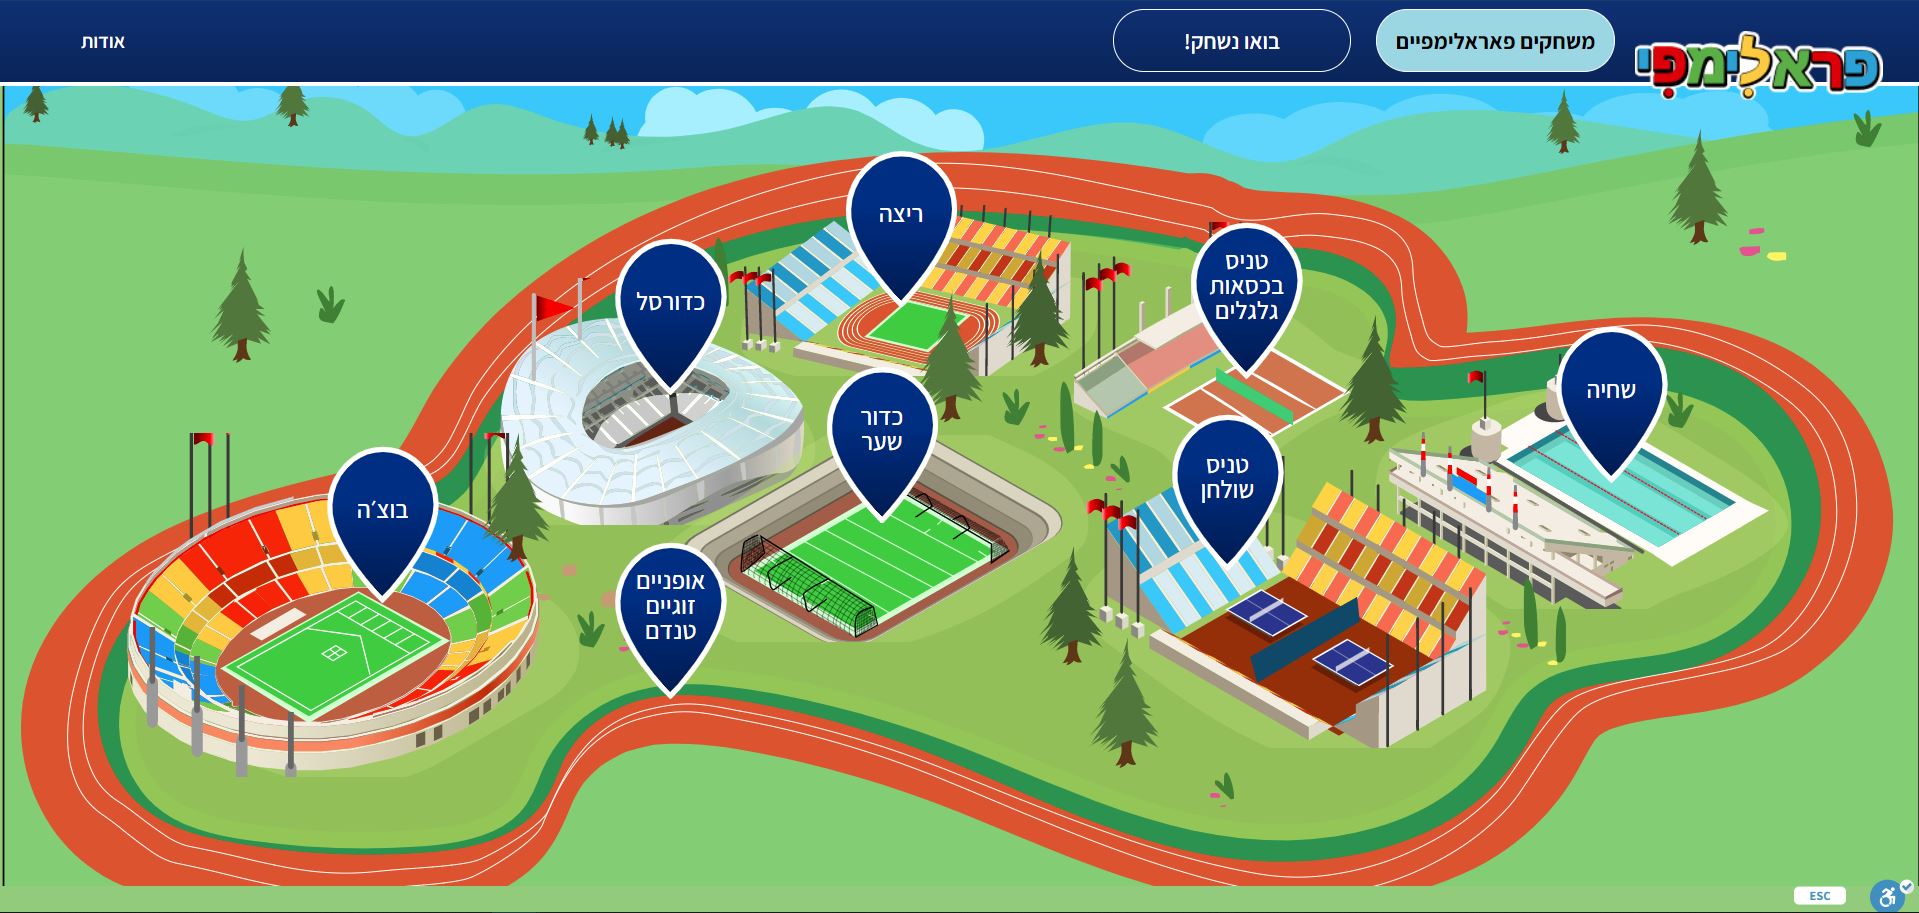 פראלימפי
משחקים פאראלימפיים
בואו נשחק!
אודות
ריצה
טניס
בכסאות
גלגלים
כדורסל
שחיה
כדור
שער
טניס
שולחן
בוצ'ה
אופניים
זוגיים
טנדם
ESC